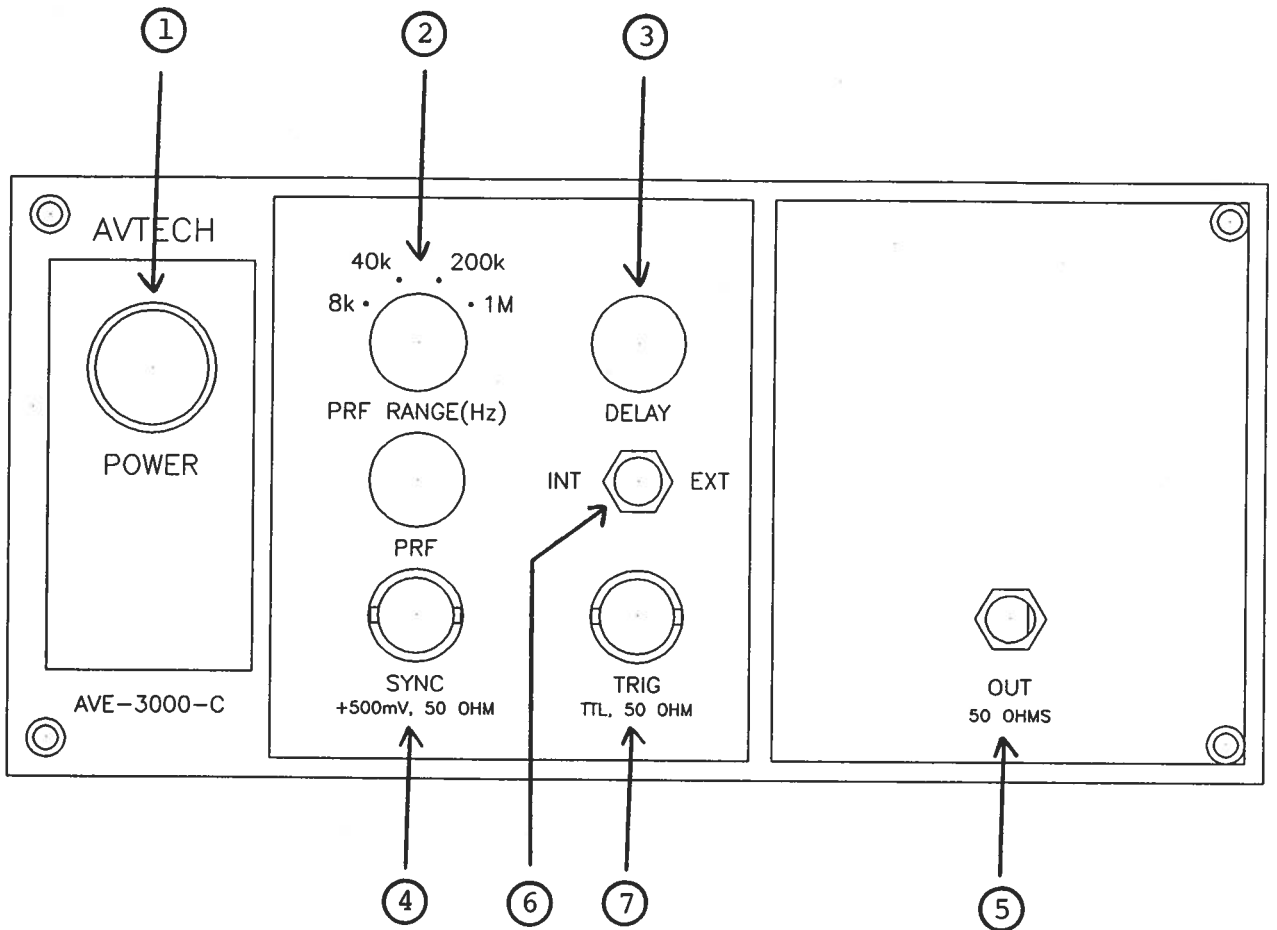 1
2
3
AVTECH
40k 200k
8k 1M
PRF RANGE(Hz)
DELAY
POWER
INT EXT
PRF
SYNC
+500mV, 50 OHM
TRIG
TTL, 50 OHM
OUT
50 OHMS
AVE-3000-C
4
6
7
5